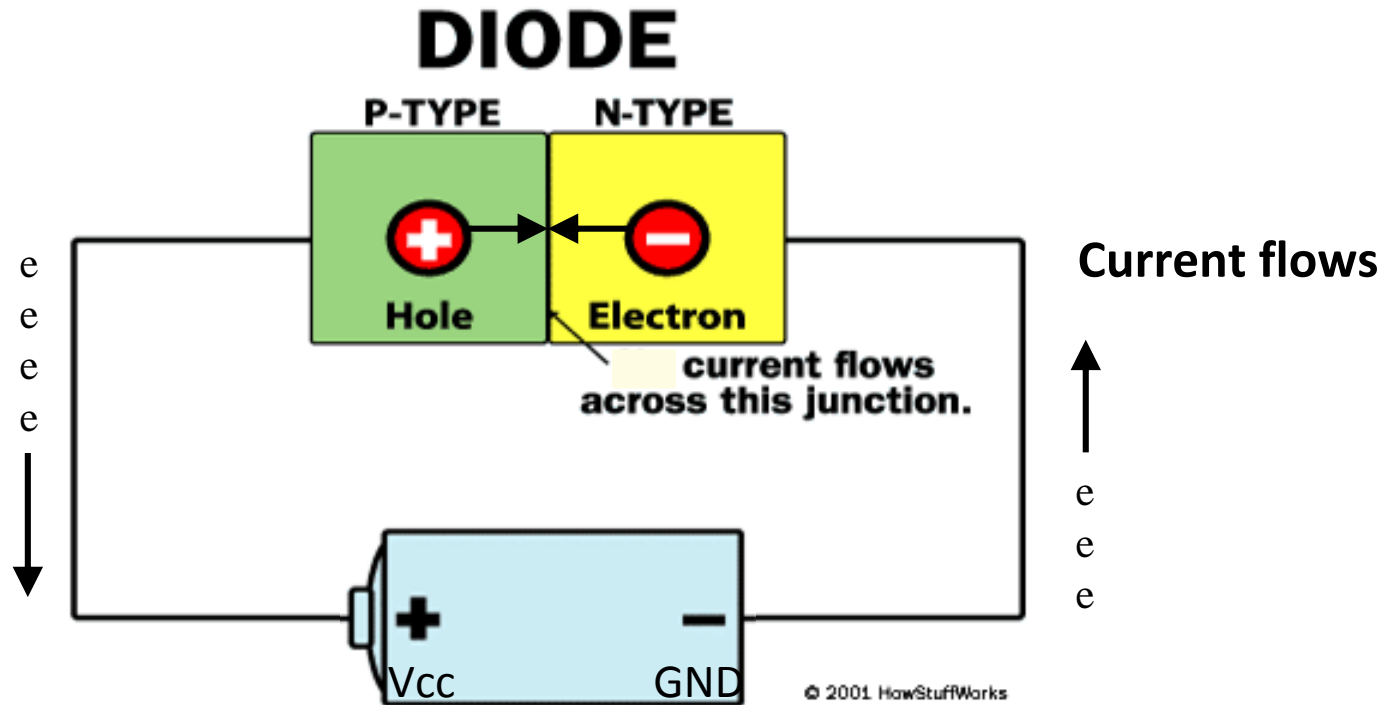 DIODE
P-TYPE N-TYPE
+ −
Hole Electron
current flows
across this junction.
e
e
e
e
Current flows
e
e
e
+ −
Vcc GND
© 2001 HowStuffWorks